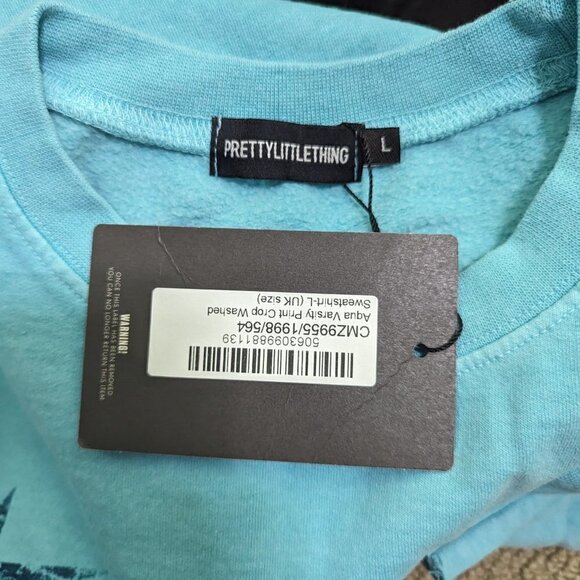 PRETTYLITTLETHING
L
WARNING!
ONCE THIS LABEL HAS BEEN REMOVED
YOU CAN NO LONGER RETURN THIS ITEM.
5063099881139
CMZ9955/1998/564
Aqua Varsity Print Crop Washed
Sweatshirt-L (UK size)